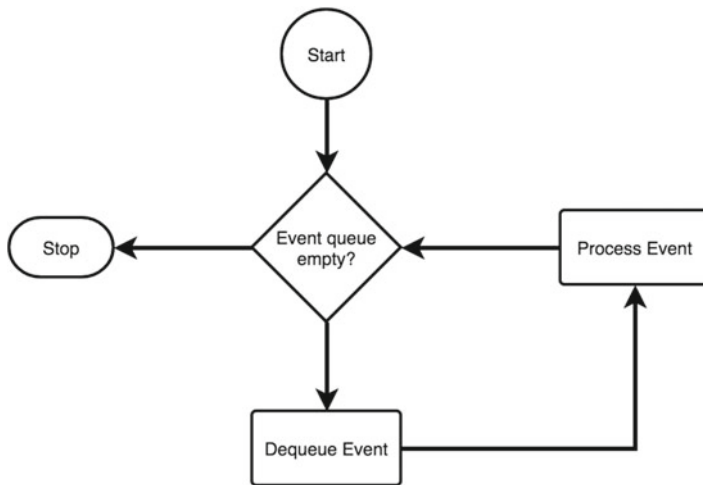 Start
Event queue
empty?
Stop
Process Event
Dequeue Event